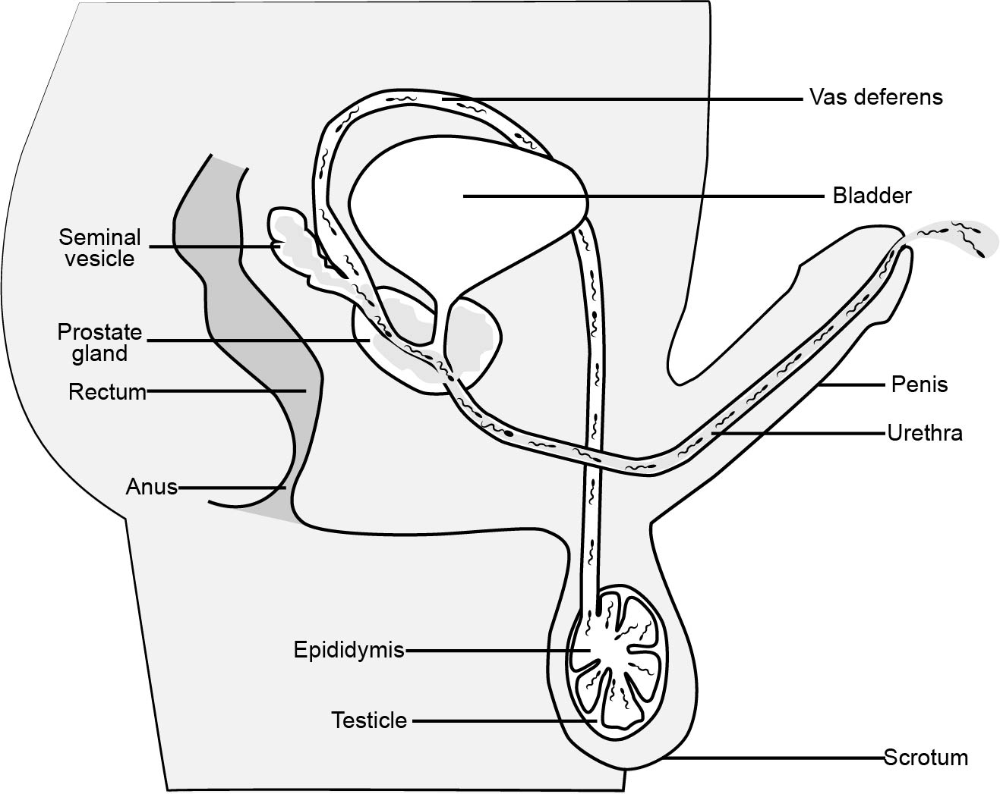 Vas deferens
Bladder
Seminal
vesicle
Prostate
gland
Rectum
Penis
Urethra
Anus
Epididymis
Testicle
Scrotum